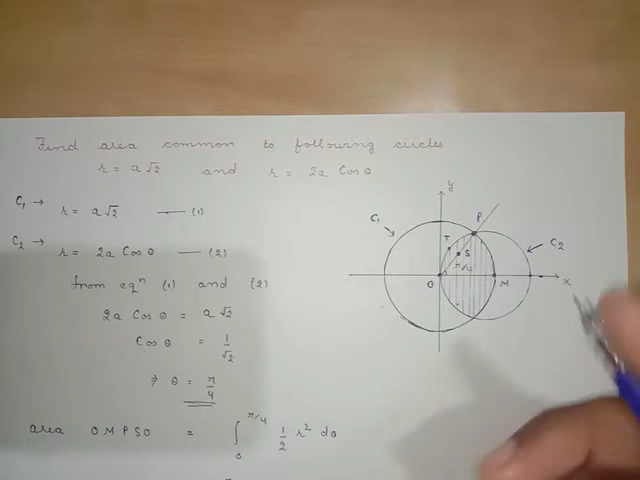 Find area common to following circles
r = a√2 and r = 2a Cos θ
C₁ → r = a√2 — (1)
C₂ → r = 2a Cos θ — (2)
from eqⁿ (1) and (2)
2a Cos θ = a√2
Cos θ = 1/√2
⇒ θ = π/4
area OMPSO = ∫₀^π/4 1/2 r² dθ
y
C₁
P
C₂
T
S
π/4
O
M
X